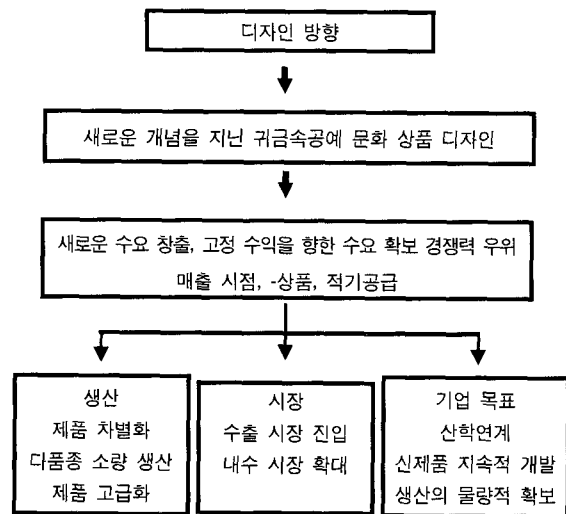 디자인 방향
새로운 개념을 지닌 귀금속공예 문화 상품 디자인
새로운 수요 창출, 고정 수익을 향한 수요 확보 경쟁력 우위
매출 시점, -상품, 적기공급
생산
제품 차별화
다품종 소량 생산
제품 고급화
시장
수출 시장 진입
내수 시장 확대
기업 목표
산학연계
신제품 지속적 개발
생산의 물량적 확보